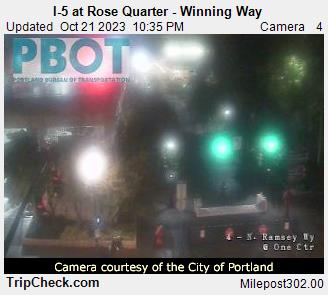 I-5 at Rose Quarter - Winning Way
Updated Oct 21 2023 10:35 PM Camera 4
PBOT
PORTLAND BUREAU OF TRANSPORTATION
4 - N. Ramsey Wy
@ One Ctr
Camera courtesy of the City of Portland
TripCheck.com Milepost302.00